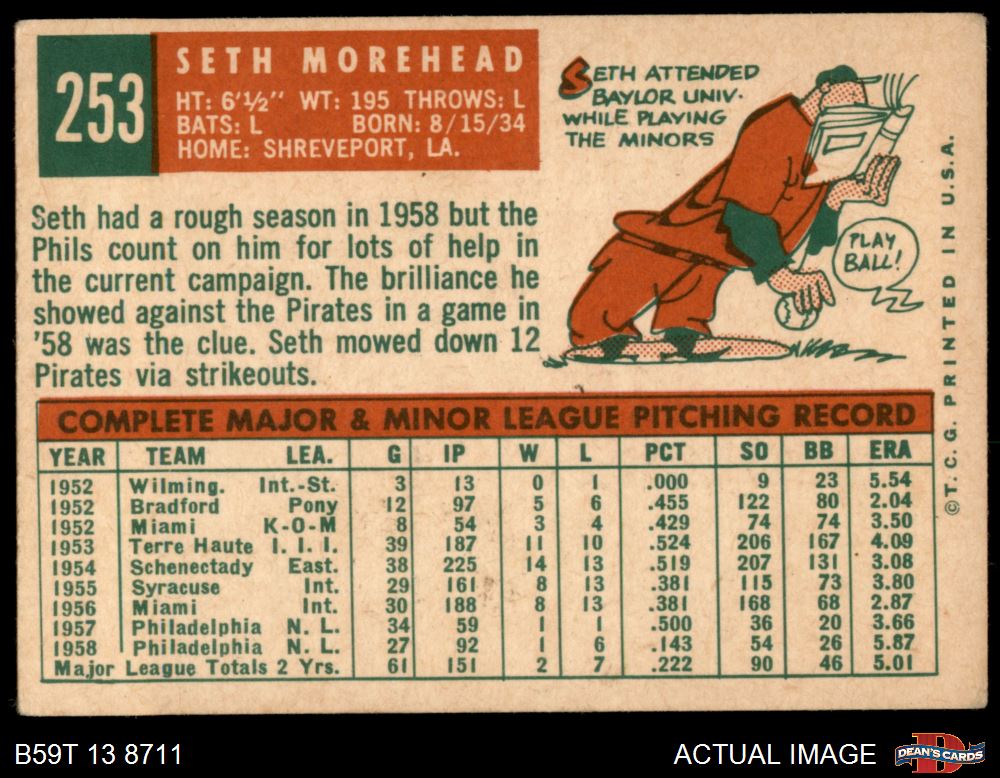 253
SETH MOREHEAD
HT: 6'½" WT: 195 THROWS: L
BATS: L BORN: 8/15/34
HOME: SHREVEPORT, LA.
SETH ATTENDED
BAYLOR UNIV.
WHILE PLAYING
THE MINORS
PLAY
BALL!
Seth had a rough season in 1958 but the
Phils count on him for lots of help in
the current campaign. The brilliance he
showed against the Pirates in a game in
'58 was the clue. Seth mowed down 12
Pirates via strikeouts.
© T. C. G. PRINTED IN U. S. A.
COMPLETE MAJOR & MINOR LEAGUE PITCHING RECORD
YEAR TEAM LEA. G IP W L PCT SO BB ERA
1952 Wilming. Int.-St. 3 13 0 1 .000 9 23 5.54
1952 Bradford Pony 12 97 5 6 .455 122 80 2.04
1952 Miami K-O-M 8 54 3 4 .429 74 74 3.50
1953 Terre Haute I. I. I. 39 187 11 10 .524 206 167 4.09
1954 Schenectady East. 38 225 14 13 .519 207 131 3.08
1955 Syracuse Int. 29 161 8 13 .381 115 73 3.80
1956 Miami Int. 30 188 8 13 .381 168 68 2.87
1957 Philadelphia N. L. 34 59 1 1 .500 36 20 3.66
1958 Philadelphia N. L. 27 92 1 6 .143 54 26 5.87
Major League Totals 2 Yrs. 61 151 2 7 .222 90 46 5.01
B59T 13 8711
ACTUAL IMAGE
DEAN'S CARDS